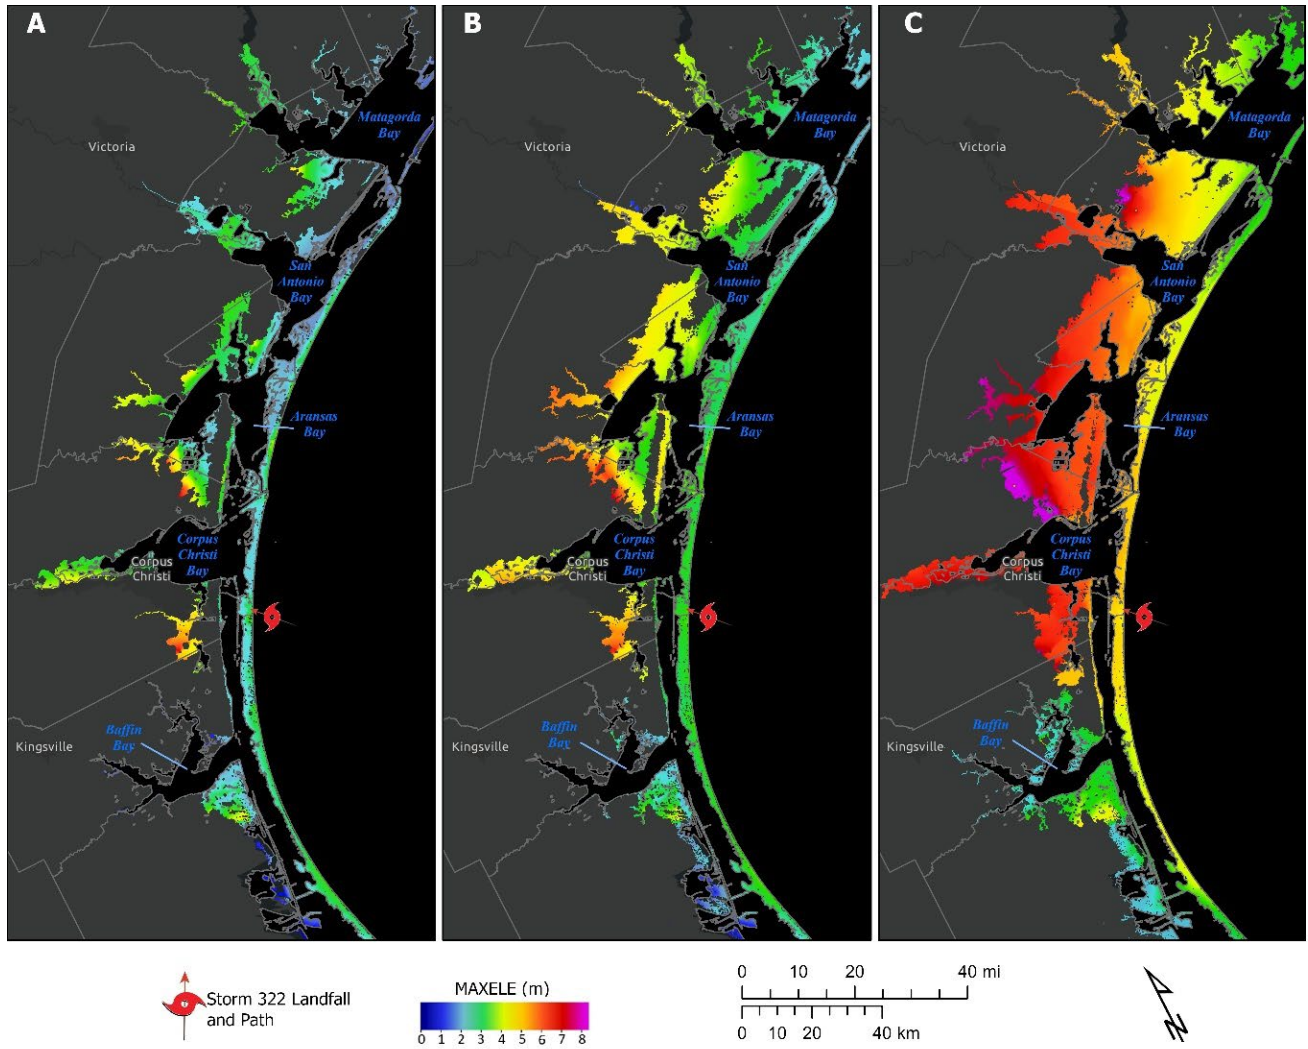 A
B
C
Matagorda
Bay
Victoria
San
Antonio
Bay
Aransas
Bay
Corpus
Christi
Bay
Corpus
Christi
Baffin
Bay
Kingsville
Matagorda
Bay
Victoria
San
Antonio
Bay
Aransas
Bay
Corpus
Christi
Bay
Corpus
Christi
Baffin
Bay
Kingsville
Matagorda
Bay
Victoria
San
Antonio
Bay
Aransas
Bay
Corpus
Christi
Bay
Corpus
Christi
Baffin
Bay
Kingsville
Storm 322 Landfall
and Path
MAXELE (m)
0 1 2 3 4 5 6 7 8
0 10 20 40 mi
0 10 20 40 km
N